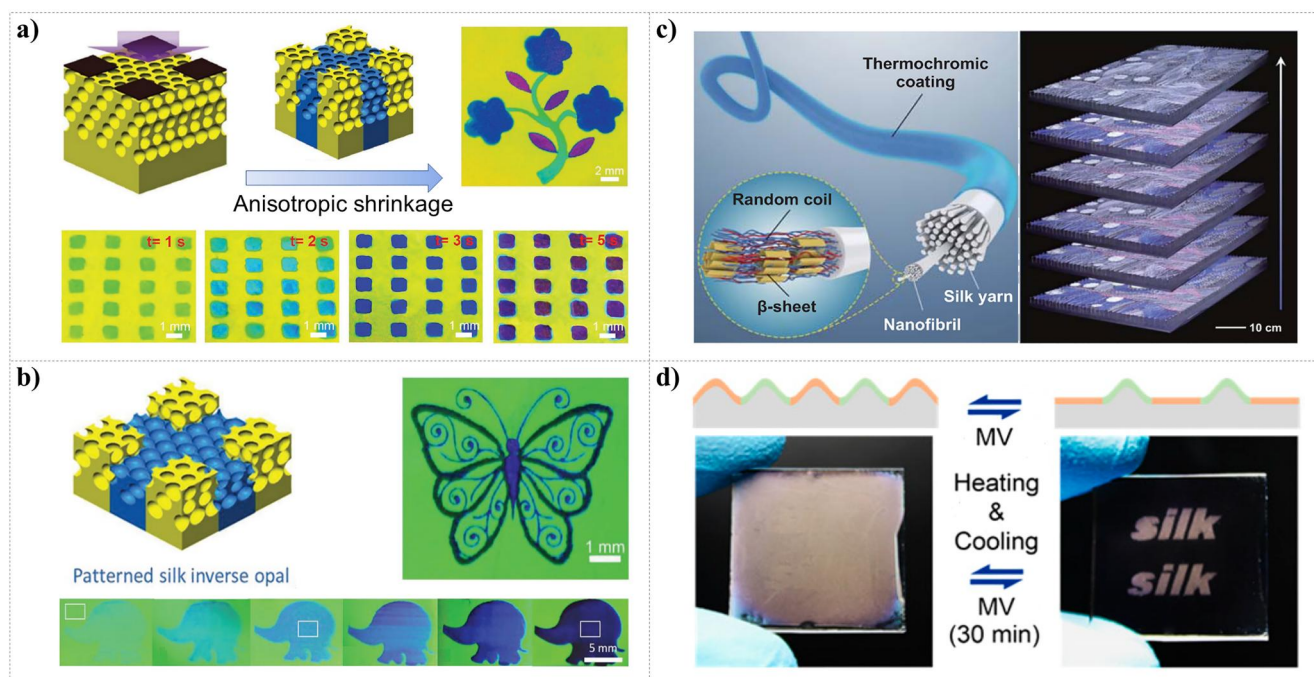 a)
2 mm
Anisotropic shrinkage
t= 1 s
t= 2 s
t= 3 s
t= 5 s
1 mm
1 mm
1 mm
1 mm
b)
Patterned silk inverse opal
1 mm
5 mm
c)
Thermochromic
coating
Random coil
β-sheet
Silk yarn
Nanofibril
10 cm
d)
MV
Heating
&
Cooling
MV
(30 min)
silk
silk